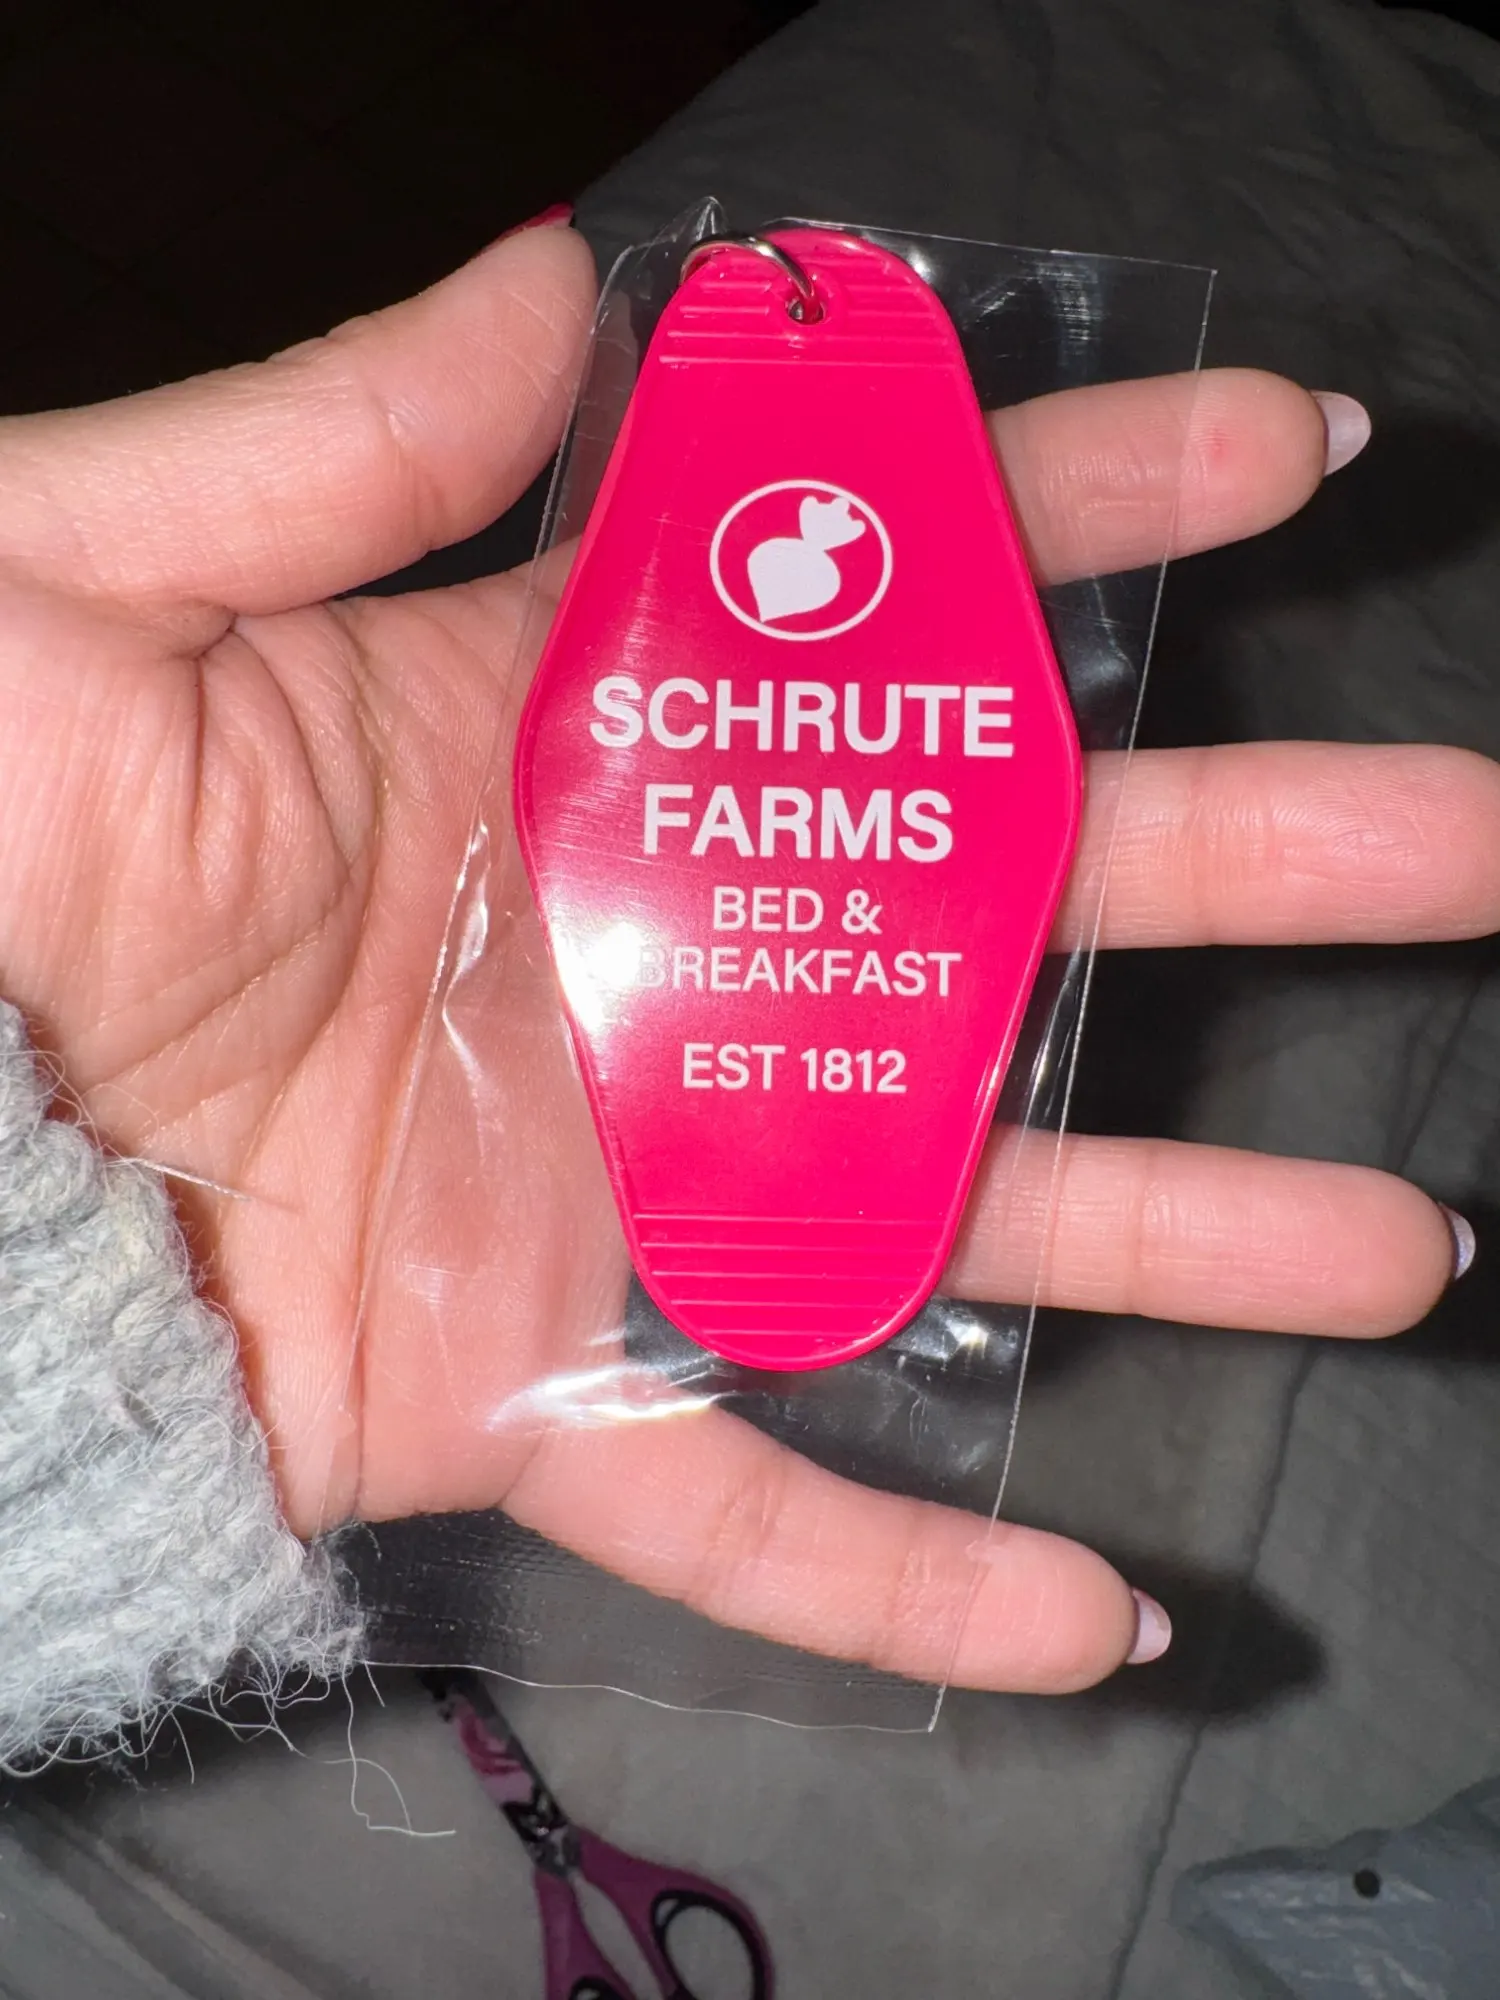 SCHRUTE
FARMS
BED &
BREAKFAST
EST 1812